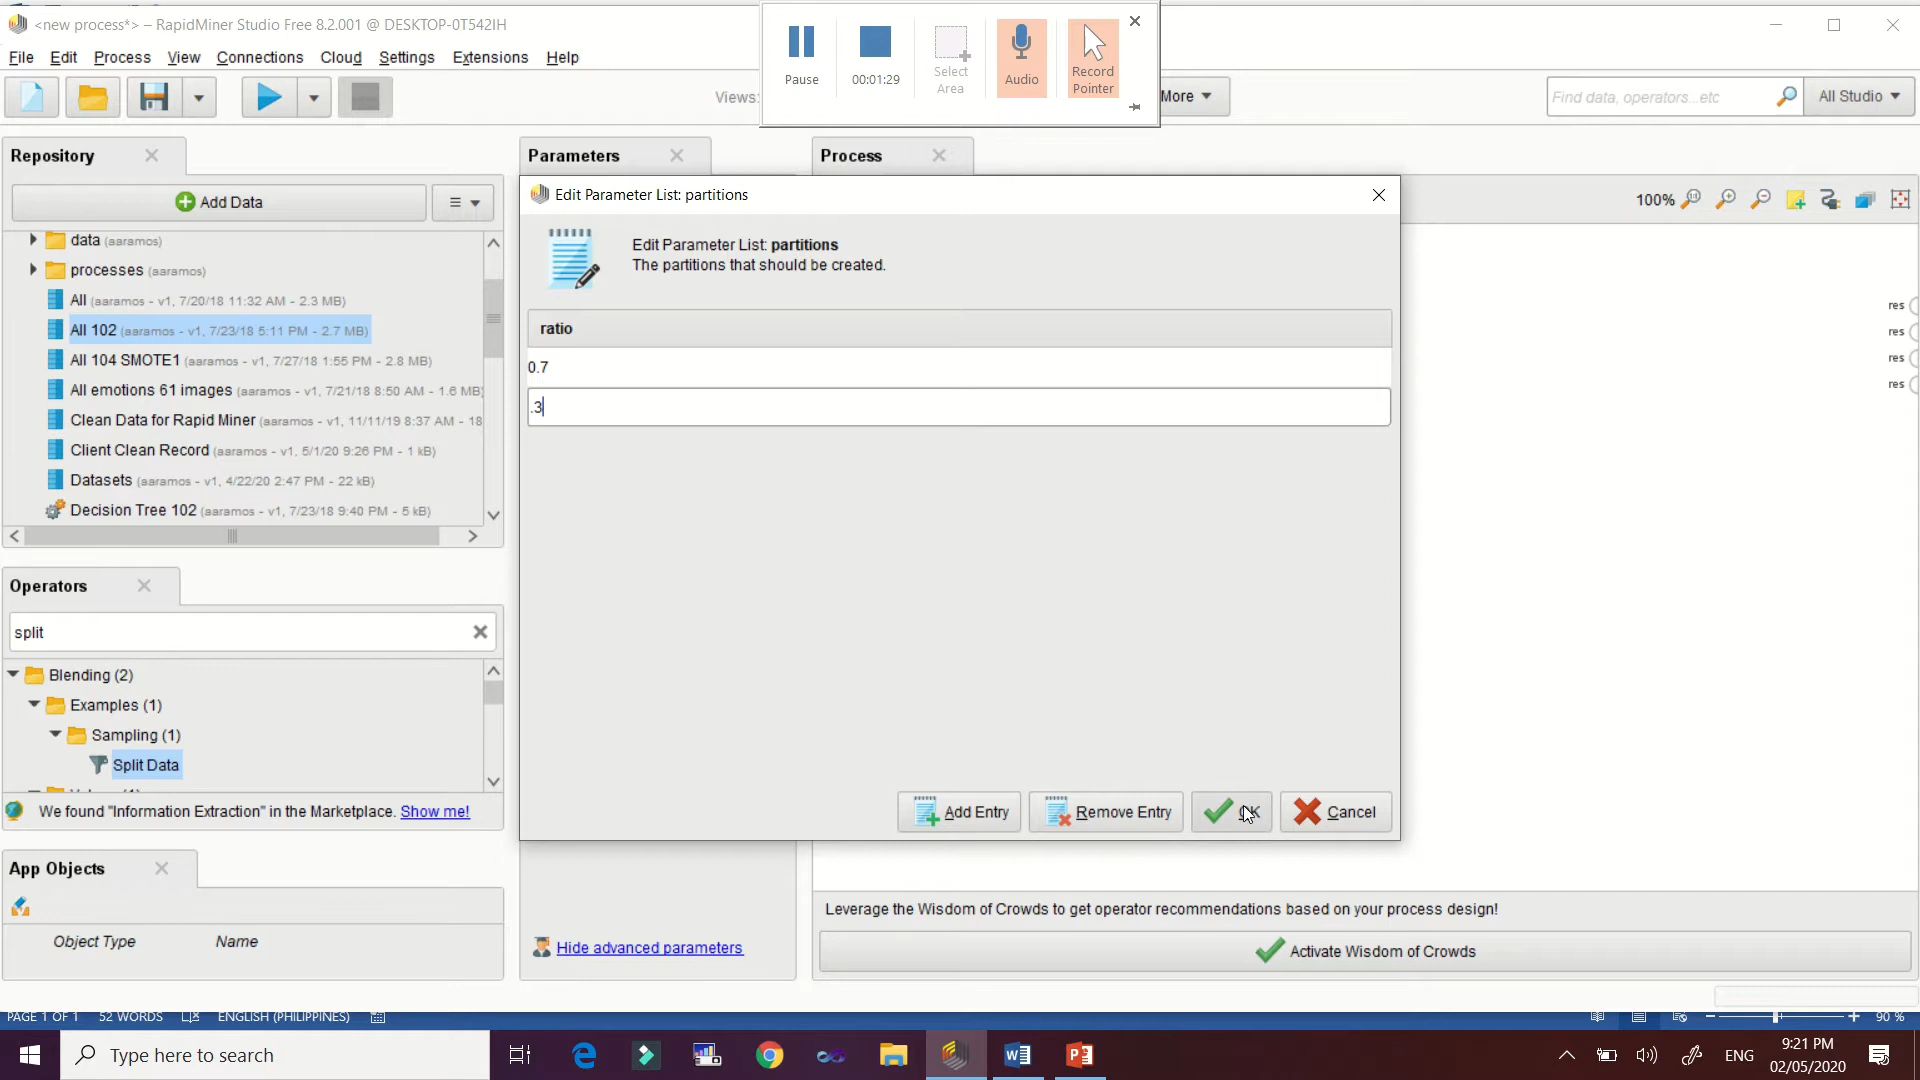 <new process*> – RapidMiner Studio Free 8.2.001 @ DESKTOP-0T542IH
File Edit Process View Connections Cloud Settings Extensions Help
Pause
00:01:29
Select Area
Audio
Record Pointer
Views:
More
Find data, operators...etc
All Studio
Repository
Parameters
Process
Add Data
data (aaramos)
processes (aaramos)
All (aaramos - v1, 7/20/18 11:32 AM - 2.3 MB)
All 102 (aaramos - v1, 7/23/18 5:11 PM - 2.7 MB)
All 104 SMOTE1 (aaramos - v1, 7/27/18 1:55 PM - 2.8 MB)
All emotions 61 images (aaramos - v1, 7/21/18 8:50 AM - 1.6 MB)
Clean Data for Rapid Miner (aaramos - v1, 11/11/19 8:37 AM - 18
Client Clean Record (aaramos - v1, 5/1/20 9:26 PM - 1 kB)
Datasets (aaramos - v1, 4/22/20 2:47 PM - 22 kB)
Decision Tree 102 (aaramos - v1, 7/23/18 9:40 PM - 5 kB)
Edit Parameter List: partitions
Edit Parameter List: partitions
The partitions that should be created.
ratio
0.7
.3
Add Entry
Remove Entry
Cancel
100%
res
res
res
res
Operators
split
Blending (2)
Examples (1)
Sampling (1)
Split Data
We found "Information Extraction" in the Marketplace. Show me!
App Objects
Object Type Name
Hide advanced parameters
Leverage the Wisdom of Crowds to get operator recommendations based on your process design!
Activate Wisdom of Crowds
PAGE 1 OF 1 52 WORDS ENGLISH (PHILIPPINES)
90 %
Type here to search
ENG
9:21 PM
02/05/2020